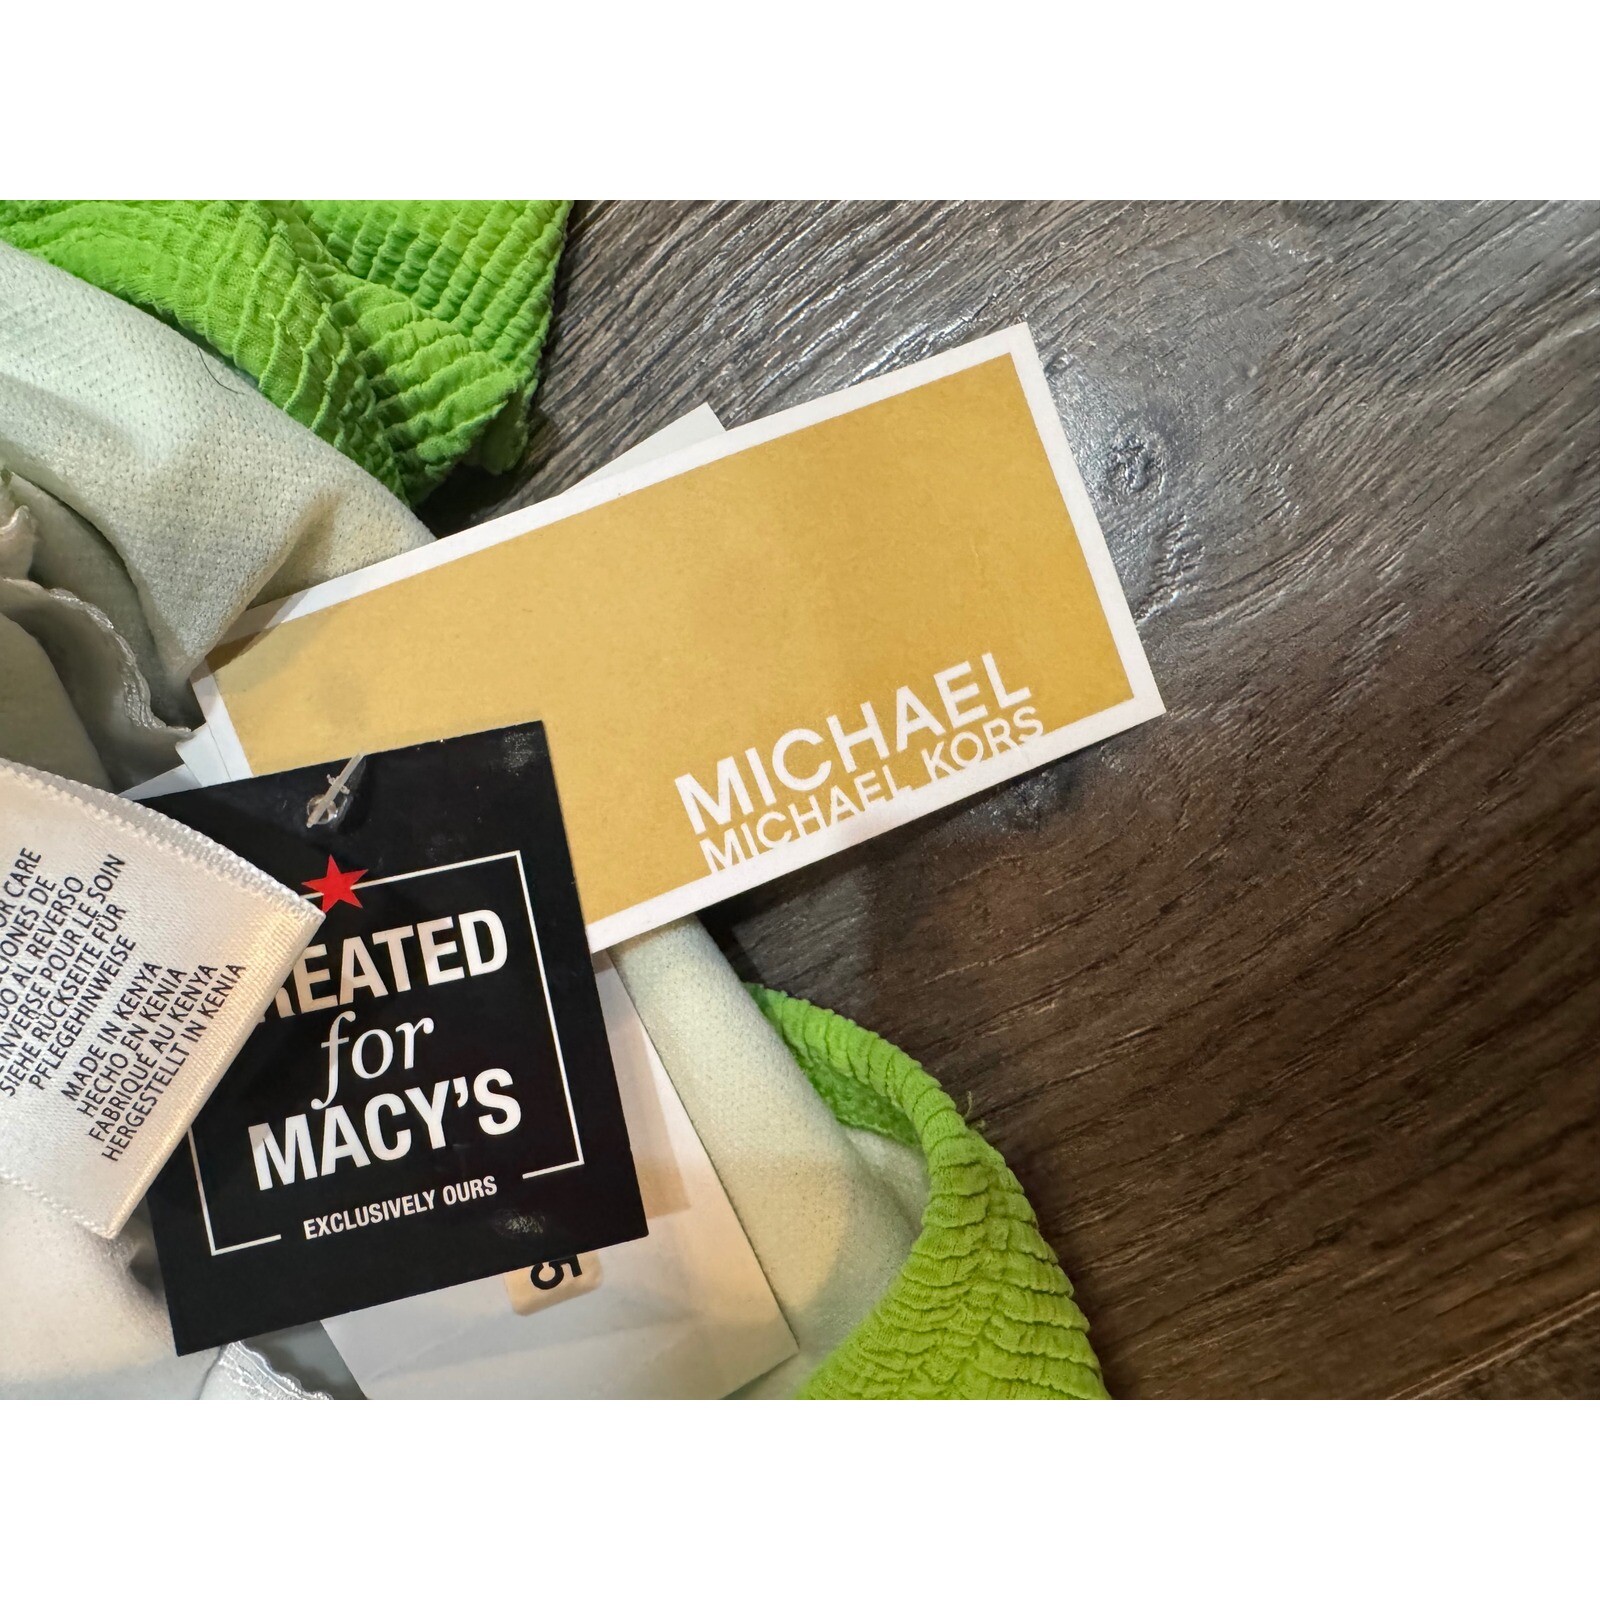 MICHAEL
MICHAEL KORS
REATED
for
MACY'S
EXCLUSIVELY OURS
5
OR CARE
DE
DO AL REVERSO
INVERSE POUR LE SOIN
SIEHE RÜCKSEITE FÜR
PFLEGEHINWEISE
MADE IN KENYA
HECHO EN KENIA
FABRIQUÉ AU KENYA
HERGESTELLT IN KENIA